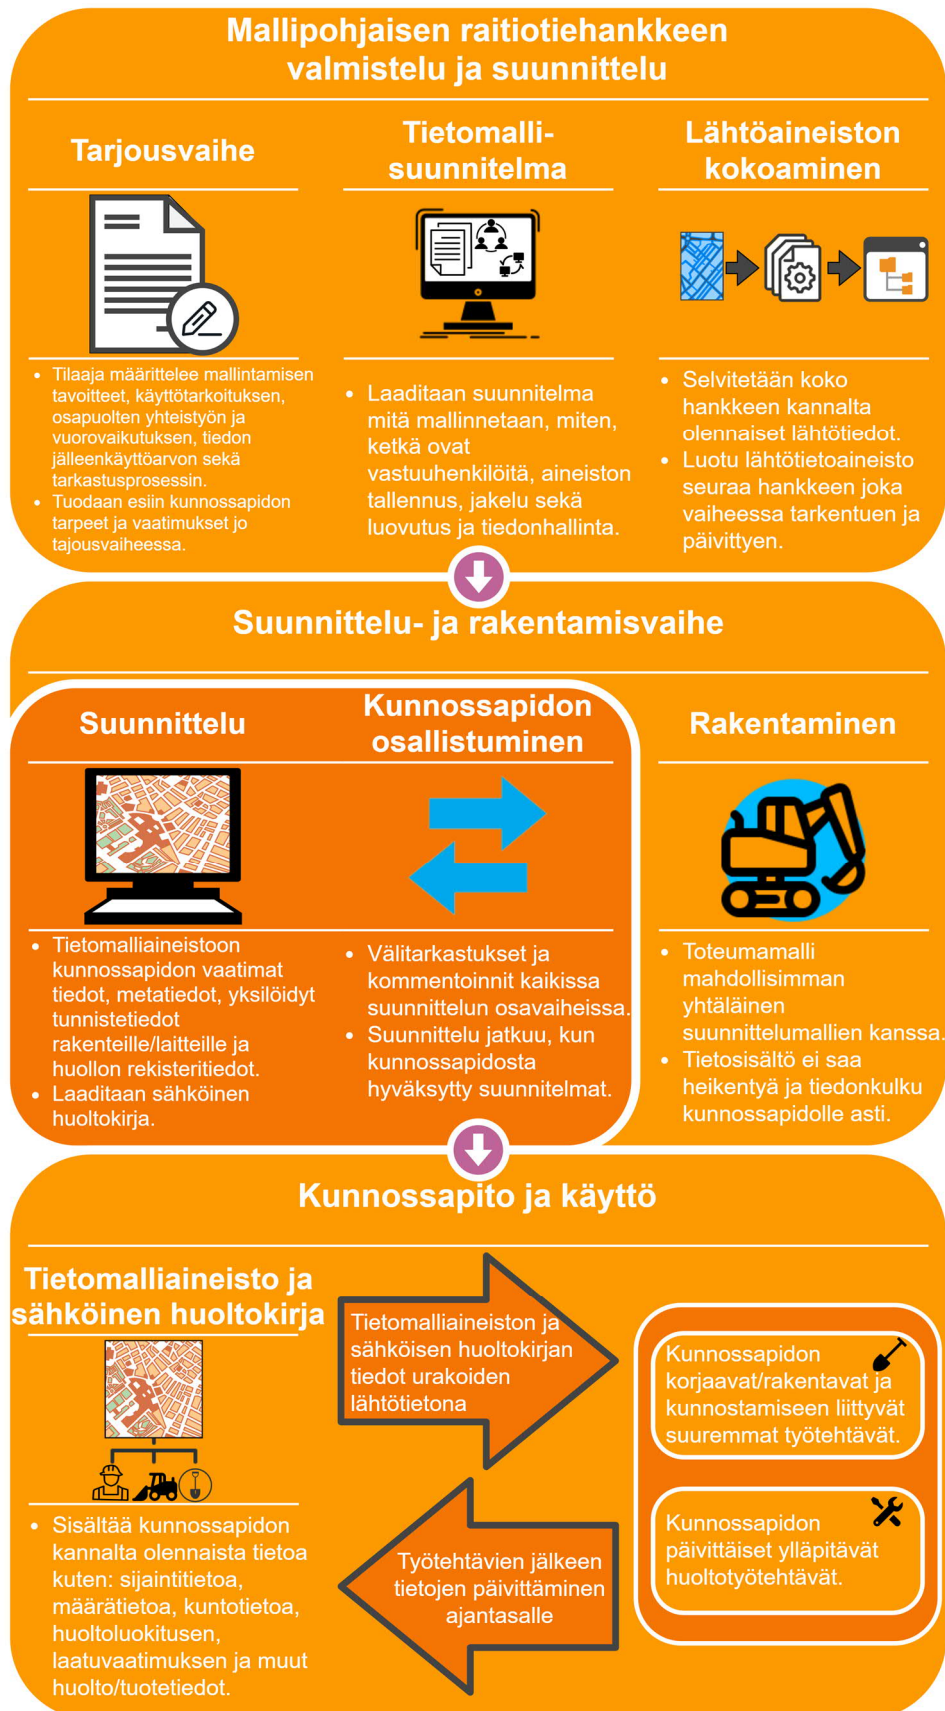 Mallipohjaisen raitiotiehankkeen
valmistelu ja suunnittelu
Tarjousvaihe
• Tilaaja määrittelee mallintamisen
tavoitteet, käyttötarkoituksen,
osapuolten yhteistyön ja
vuorovaikutuksen, tiedon
jälleenkäyttöarvon sekä
tarkastusprosessin.
• Tuodaan esiin kunnossapidon
tarpeet ja vaatimukset jo
tajousvaiheessa.
Tietomalli-
suunnitelma
• Laaditaan suunnitelma
mitä mallinnetaan, miten,
ketkä ovat
vastuuhenkilöitä, aineiston
tallennus, jakelu sekä
luovutus ja tiedonhallinta.
Lähtöaineiston
kokoaminen
• Selvitetään koko
hankkeen kannalta
olennaiset lähtötiedot.
• Luotu lähtötietoaineisto
seuraa hankkeen joka
vaiheessa tarkentuen ja
päivittyen.
Suunnittelu- ja rakentamisvaihe
Suunnittelu
• Tietomalliaineistoon
kunnossapidon vaatimat
tiedot, metatiedot, yksilöidyt
tunnistetiedot
rakenteille/laitteille ja
huollon rekisteritiedot.
• Laaditaan sähköinen
huoltokirja.
Kunnossapidon
osallistuminen
• Välitarkastukset ja
kommentoinnit kaikissa
suunnittelun osavaiheissa.
• Suunnittelu jatkuu, kun
kunnossapidosta
hyväksytty suunnitelmat.
Rakentaminen
• Toteumamalli
mahdollisimman
yhtäläinen
suunnittelumallien kanssa.
• Tietosisältö ei saa
heikentyä ja tiedonkulku
kunnossapidolle asti.
Kunnossapito ja käyttö
Tietomalliaineisto ja
sähköinen huoltokirja
• Sisältää kunnossapidon
kannalta olennaista tietoa
kuten: sijaintitietoa,
määrätietoa, kuntotietoa,
huoltoluokitusen,
laatuvaatimuksen ja muut
huolto/tuotetiedot.
Tietomalliaineiston ja
sähköisen huoltokirjan
tiedot urakoiden
lähtötietona
Työtehtävien jälkeen
tietojen päivittäminen
ajantasalle
Kunnossapidon
korjaavat/rakentavat ja
kunnostamiseen liittyvät
suuremmat työtehtävät.
Kunnossapidon
päivittäiset ylläpitävät
huoltotyötehtävät.